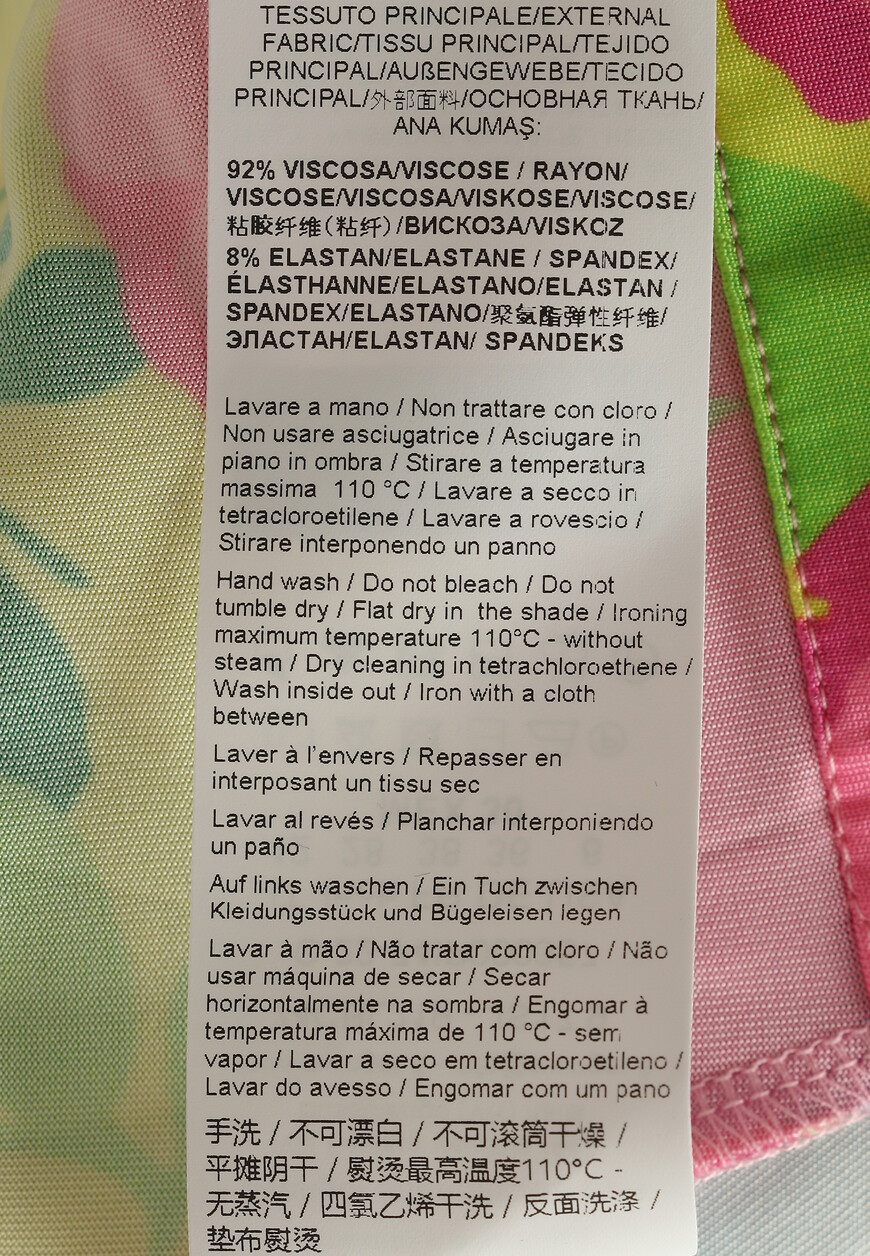 TESSUTO PRINCIPALE/EXTERNAL
FABRIC/TISSU PRINCIPAL/TEJIDO
PRINCIPAL/AUßENGEWEBE/TECIDO
PRINCIPAL/外部面料/ОСНОВНАЯ ТКАНЬ/
ANA KUMAŞ:
92% VISCOSA/VISCOSE / RAYON/
VISCOSE/VISCOSA/VISKOSE/VISCOSE/
粘胶纤维(粘纤)/ВИСКОЗА/VISKOZ
8% ELASTAN/ELASTANE / SPANDEX/
ÉLASTHANNE/ELASTANO/ELASTAN /
SPANDEX/ELASTANO/聚氨酯弹性纤维/
ЭЛАСТАН/ELASTAN/ SPANDEKS
Lavare a mano / Non trattare con cloro /
Non usare asciugatrice / Asciugare in
piano in ombra / Stirare a temperatura
massima  110 °C / Lavare a secco in
tetracloroetilene / Lavare a rovescio /
Stirare interponendo un panno
Hand wash / Do not bleach / Do not
tumble dry / Flat dry in  the shade / Ironing
maximum temperature 110°C - without
steam / Dry cleaning in tetrachloroethene /
Wash inside out / Iron with a cloth
between
Laver à l'envers / Repasser en
interposant un tissu sec
Lavar al revés / Planchar interponiendo
un paño
Auf links waschen / Ein Tuch zwischen
Kleidungsstück und Bügeleisen legen
Lavar à mão / Não tratar com cloro / Não
usar máquina de secar / Secar
horizontalmente na sombra / Engomar à
temperatura máxima de 110 °C - sem
vapor / Lavar a seco em tetracloroetileno /
Lavar do avesso / Engomar com um pano
手洗 / 不可漂白 / 不可滚筒干燥 /
平摊阴干 / 熨烫最高温度110°C -
无蒸汽 / 四氯乙烯干洗 / 反面洗涤 /
垫布熨烫